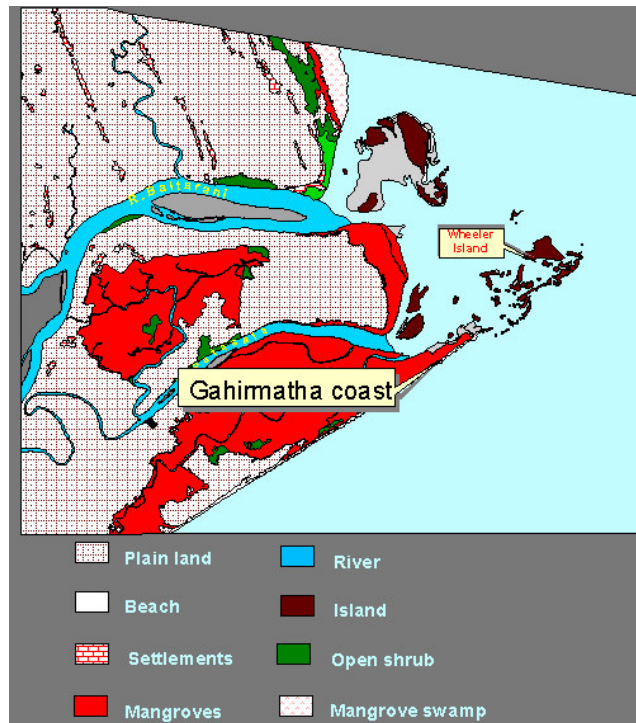 R.Baitarani
Wheeler
Island
Gahirmatha coast
Plain land
River
Beach
Island
Settlements
Open shrub
Mangroves
Mangrove swamp